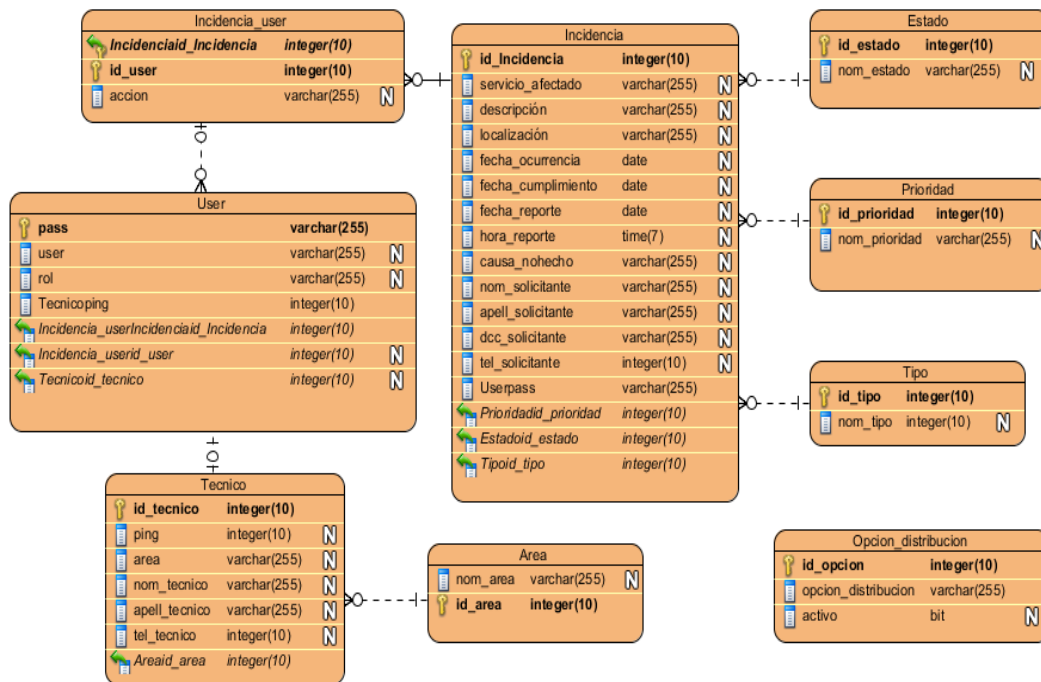 Incidencia_user
Incidenciaid_Incidencia integer(10)
id_user integer(10)
accion varchar(255) N
User
pass varchar(255)
user varchar(255) N
rol varchar(255) N
Tecnicoping integer(10)
Incidencia_userIncidenciaid_Incidencia integer(10)
Incidencia_userid_user integer(10) N
Tecnicoid_tecnico integer(10) N
Tecnico
id_tecnico integer(10)
ping integer(10) N
area varchar(255) N
nom_tecnico varchar(255) N
apell_tecnico varchar(255) N
tel_tecnico integer(10) N
Areaid_area integer(10)
Incidencia
id_Incidencia integer(10)
servicio_afectado varchar(255) N
descripción varchar(255) N
localización varchar(255) N
fecha_ocurrencia date N
fecha_cumplimiento date N
fecha_reporte date N
hora_reporte time(7) N
causa_nohecho varchar(255) N
nom_solicitante varchar(255) N
apell_solicitante varchar(255) N
dcc_solicitante varchar(255) N
tel_solicitante integer(10) N
Userpass varchar(255)
Prioridadid_prioridad integer(10)
Estadoid_estado integer(10)
Tipoid_tipo integer(10)
Area
nom_area varchar(255) N
id_area integer(10)
Estado
id_estado integer(10)
nom_estado varchar(255) N
Prioridad
id_prioridad integer(10)
nom_prioridad varchar(255) N
Tipo
id_tipo integer(10)
nom_tipo integer(10) N
Opcion_distribucion
id_opcion integer(10)
opcion_distribucion varchar(255)
activo bit N